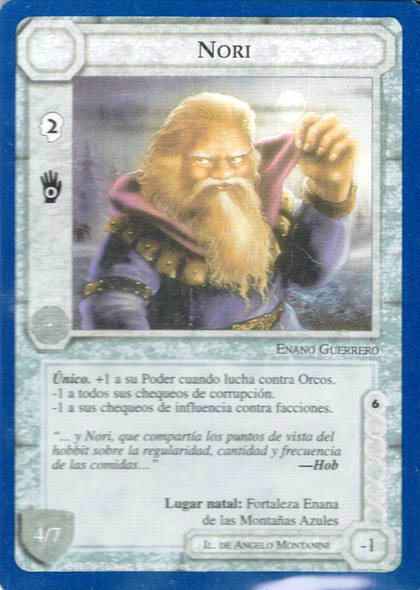 NORI
2
0
ENANO GUERRERO
Único. +1 a su Poder cuando lucha contra Orcos.
-1 a todos sus chequeos de corrupción.
-1 a sus chequeos de influencia contra facciones.
6
"... y Nori, que compartía los puntos de vista del
hobbit sobre la regularidad, cantidad y frecuencia
de las comidas..." —Hob
Lugar natal: Fortaleza Enana
de las Montañas Azules
4/7
IL. DE ANGELO MONTANINI
-1